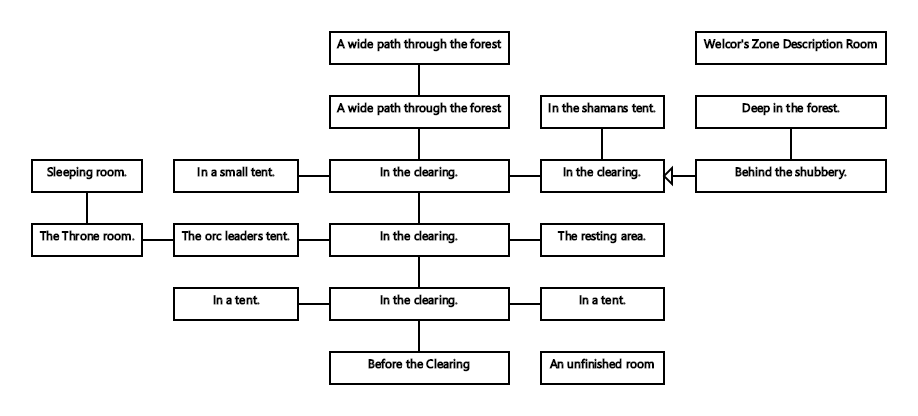 A wide path through the forest
Welcor's Zone Description Room
A wide path through the forest
In the shamans tent.
Deep in the forest.
Sleeping room.
In a small tent.
In the clearing.
In the clearing.
Behind the shubbery.
The Throne room.
The orc leaders tent.
In the clearing.
The resting area.
In a tent.
In the clearing.
In a tent.
Before the Clearing
An unfinished room